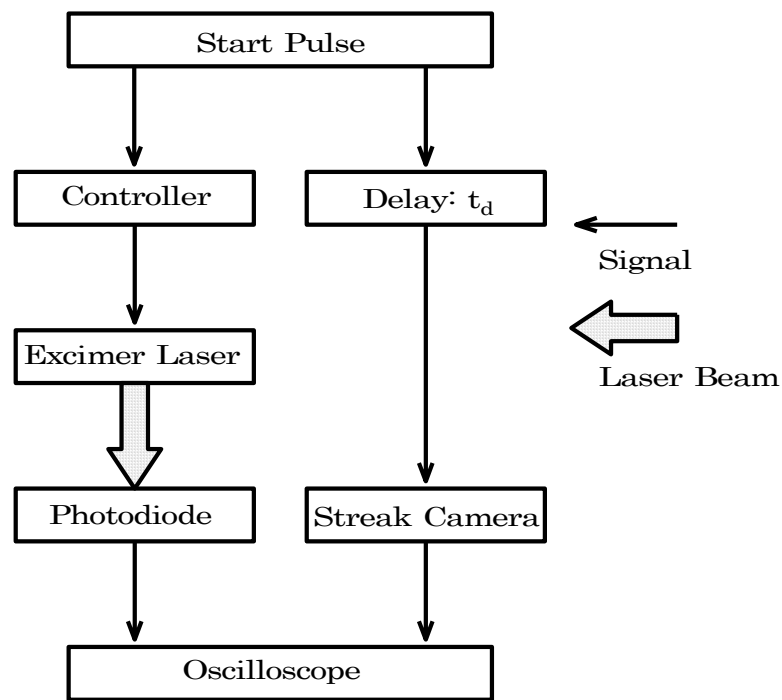 Start Pulse
Controller
Delay: t_d
Signal
Excimer Laser
Laser Beam
Photodiode
Streak Camera
Oscilloscope